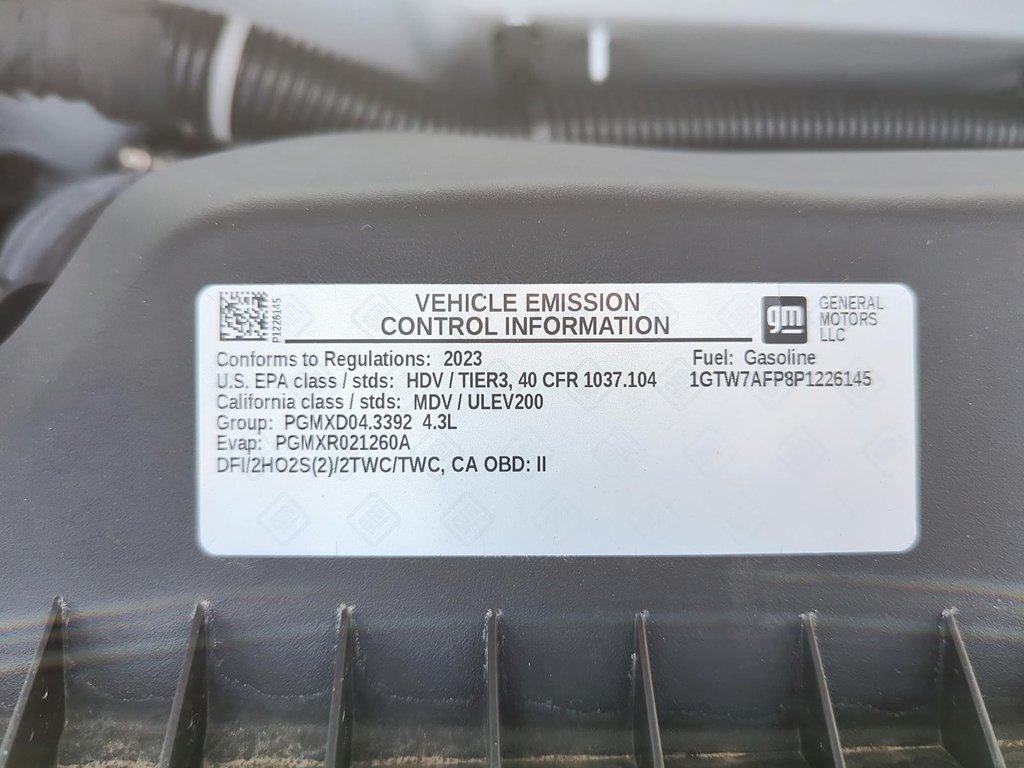 P1226145
VEHICLE EMISSION
CONTROL INFORMATION
gm
GENERAL
MOTORS
LLC
Conforms to Regulations: 2023
Fuel: Gasoline
U.S. EPA class / stds: HDV / TIER3, 40 CFR 1037.104
1GTW7AFP8P1226145
California class / stds: MDV / ULEV200
Group: PGMXD04.3392 4.3L
Evap: PGMXR021260A
DFI/2HO2S(2)/2TWC/TWC, CA OBD: II